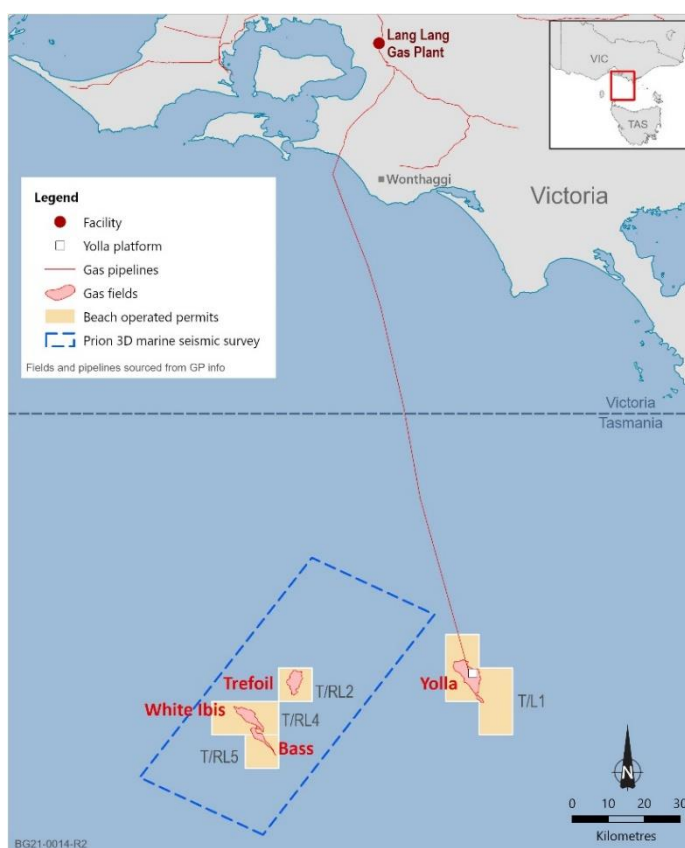 Lang Lang
Gas Plant
VIC
TAS
Wonthaggi
Victoria
Legend
Facility
Yolla platform
Gas pipelines
Gas fields
Beach operated permits
Prion 3D marine seismic survey
Fields and pipelines sourced from GP info
Victoria
Tasmania
Trefoil
T/RL2
Yolla
T/L1
White Ibis
T/RL4
T/RL5
Bass
N
0 10 20 30
Kilometres
BG21-0014-R2